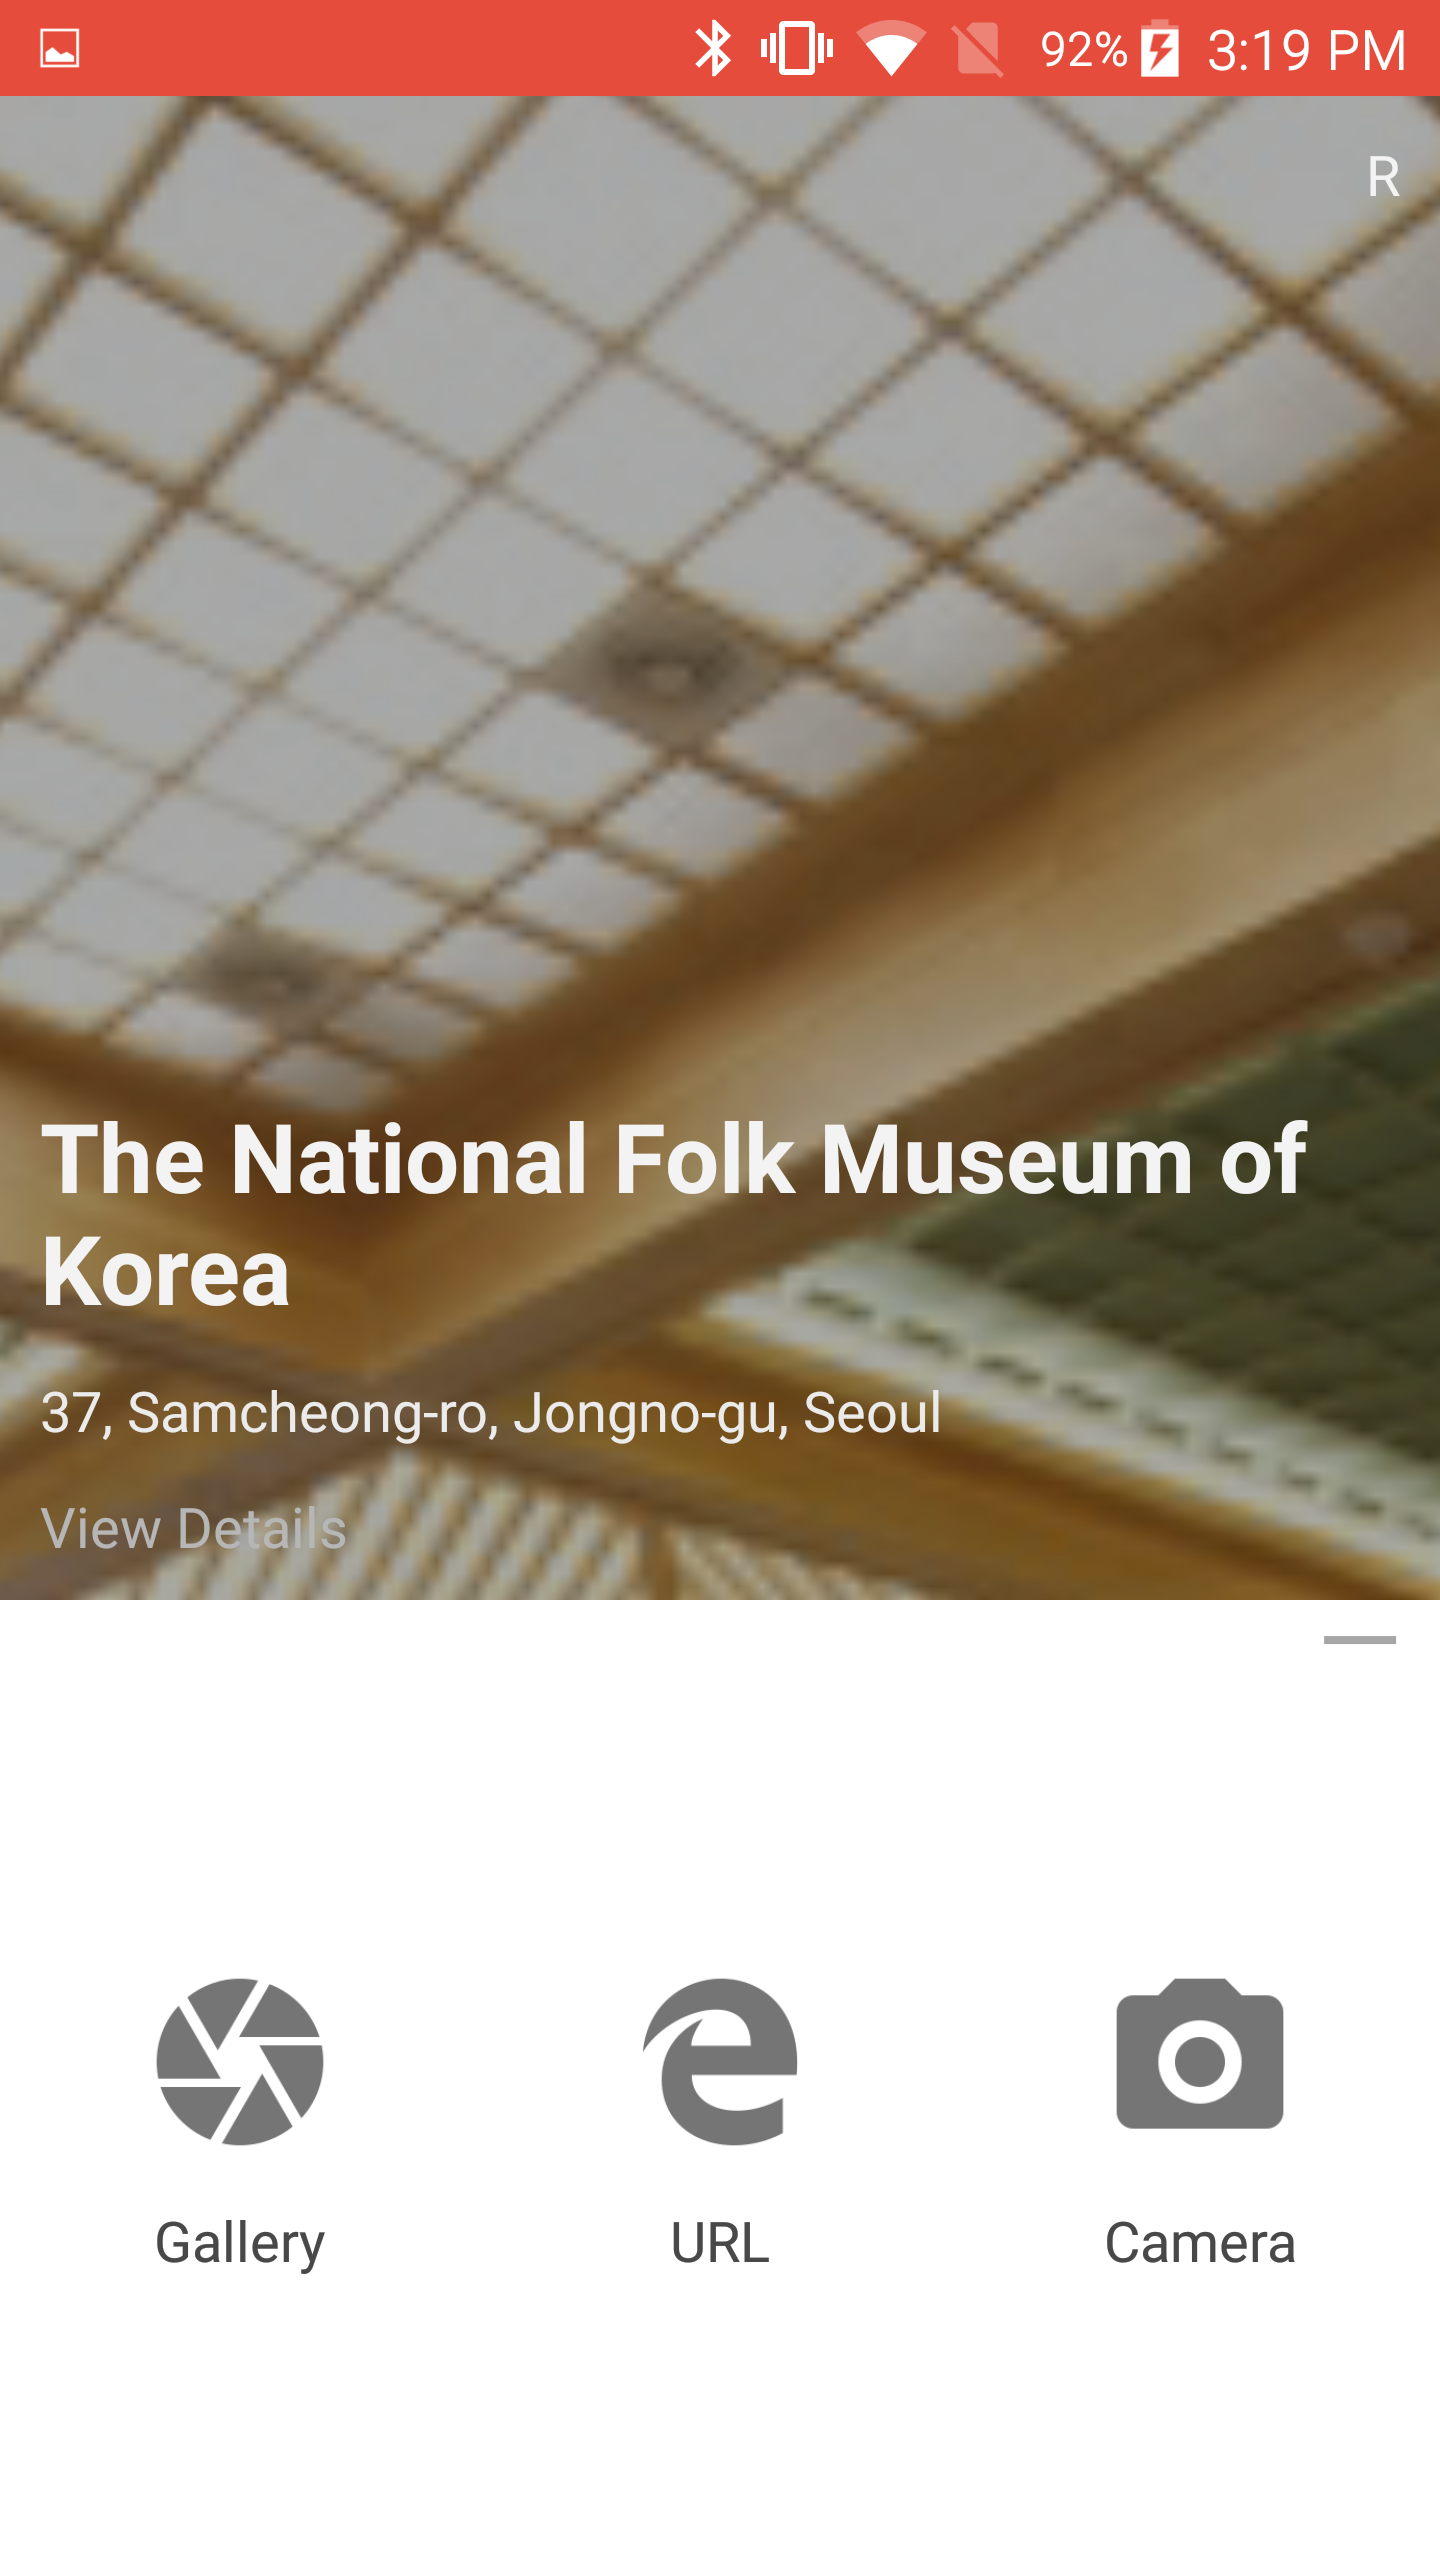 92% 3:19 PM
R
The National Folk Museum of
Korea
37, Samcheong-ro, Jongno-gu, Seoul
View Details
Gallery URL Camera